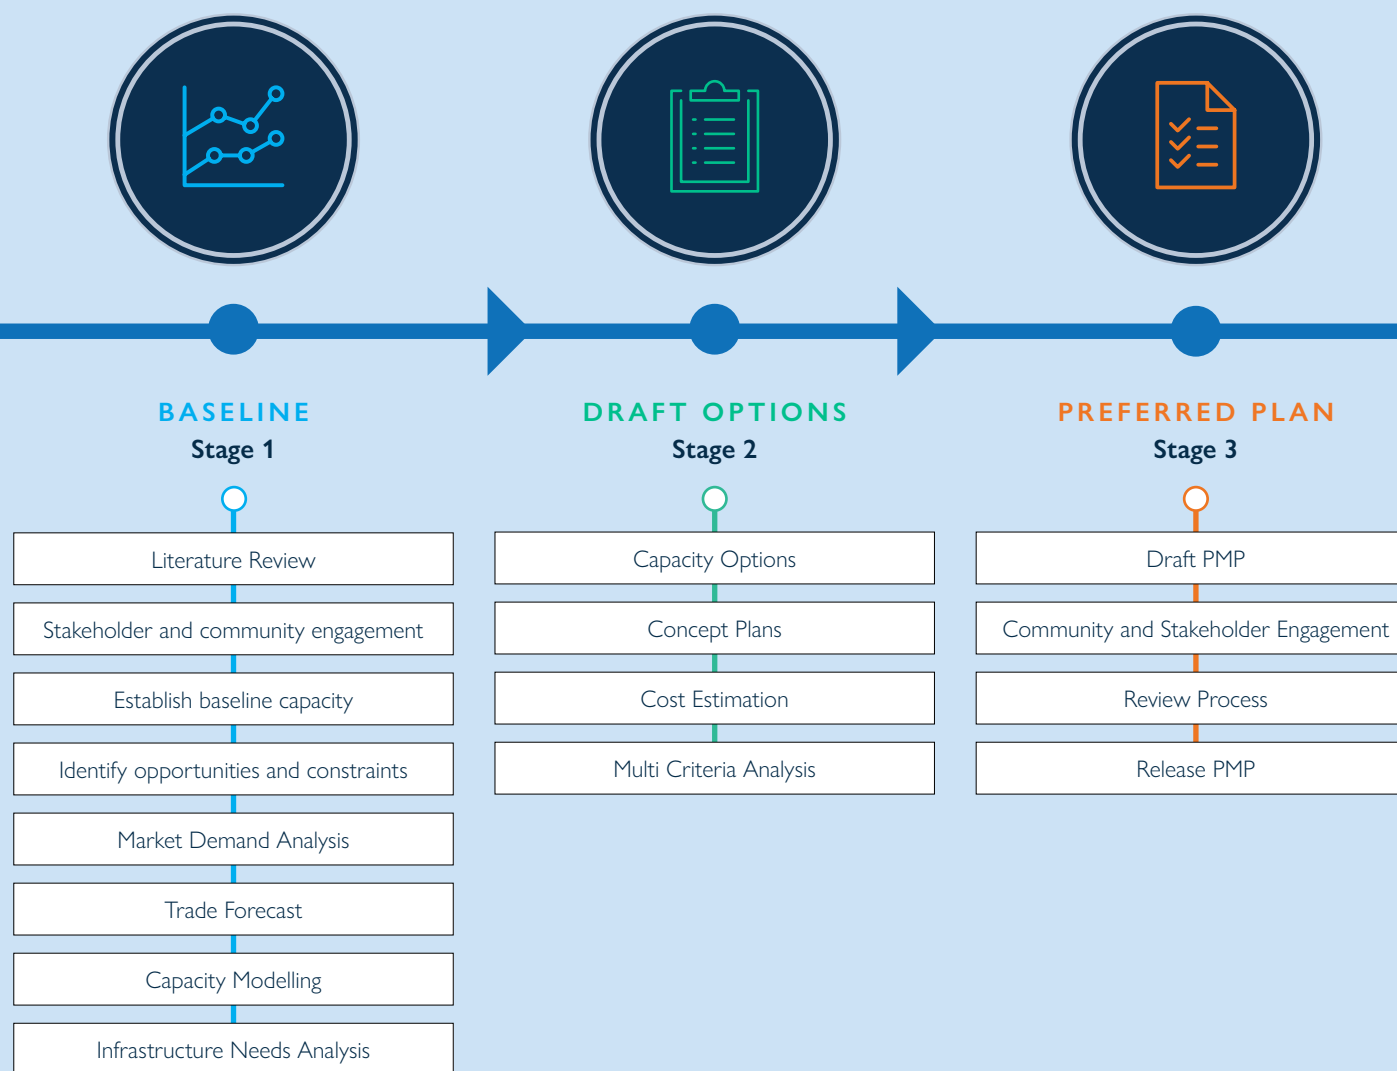 BASELINE
Stage 1
Literature Review
Stakeholder and community engagement
Establish baseline capacity
Identify opportunities and constraints
Market Demand Analysis
Trade Forecast
Capacity Modelling
Infrastructure Needs Analysis
DRAFT OPTIONS
Stage 2
Capacity Options
Concept Plans
Cost Estimation
Multi Criteria Analysis
PREFERRED PLAN
Stage 3
Draft PMP
Community and Stakeholder Engagement
Review Process
Release PMP